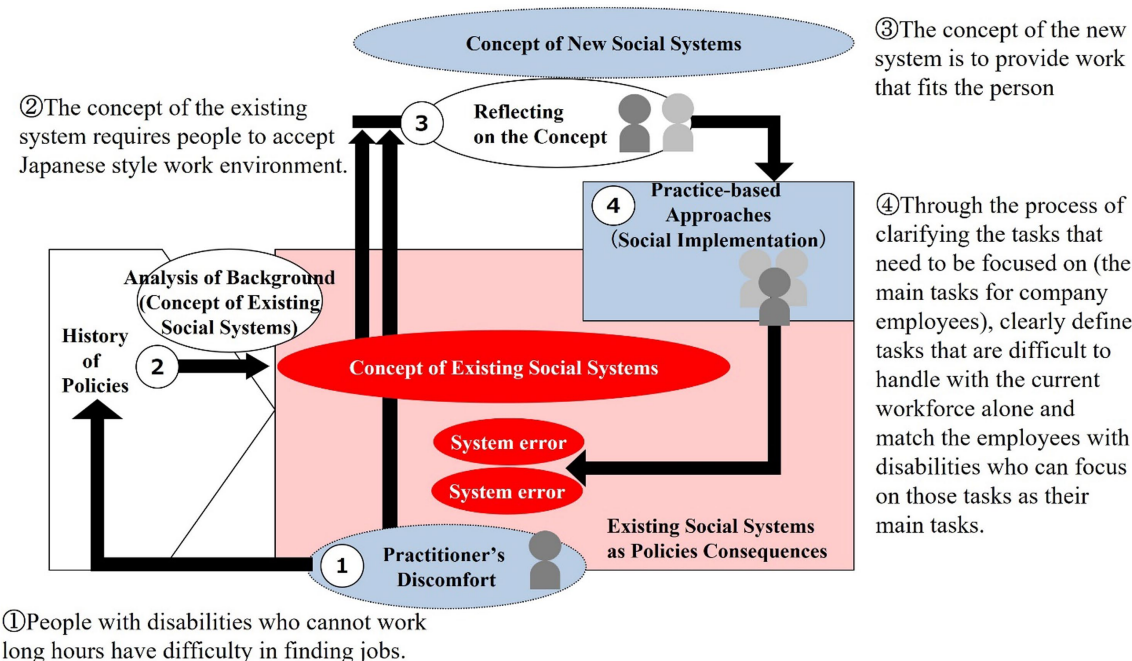 Concept of New Social Systems
③The concept of the new
system is to provide work
that fits the person
②The concept of the existing
system requires people to accept
Japanese style work environment.
3
Reflecting
on the Concept
4
Practice-based
Approaches
(Social Implementation)
④Through the process of
clarifying the tasks that
need to be focused on (the
main tasks for company
employees), clearly define
tasks that are difficult to
handle with the current
workforce alone and
match the employees with
disabilities who can focus
on those tasks as their
main tasks.
Analysis of Background
(Concept of Existing
Social Systems)
History
of
Policies
2
Concept of Existing Social Systems
System error
System error
Existing Social Systems
as Policies Consequences
1
Practitioner's
Discomfort
①People with disabilities who cannot work
long hours have difficulty in finding jobs.